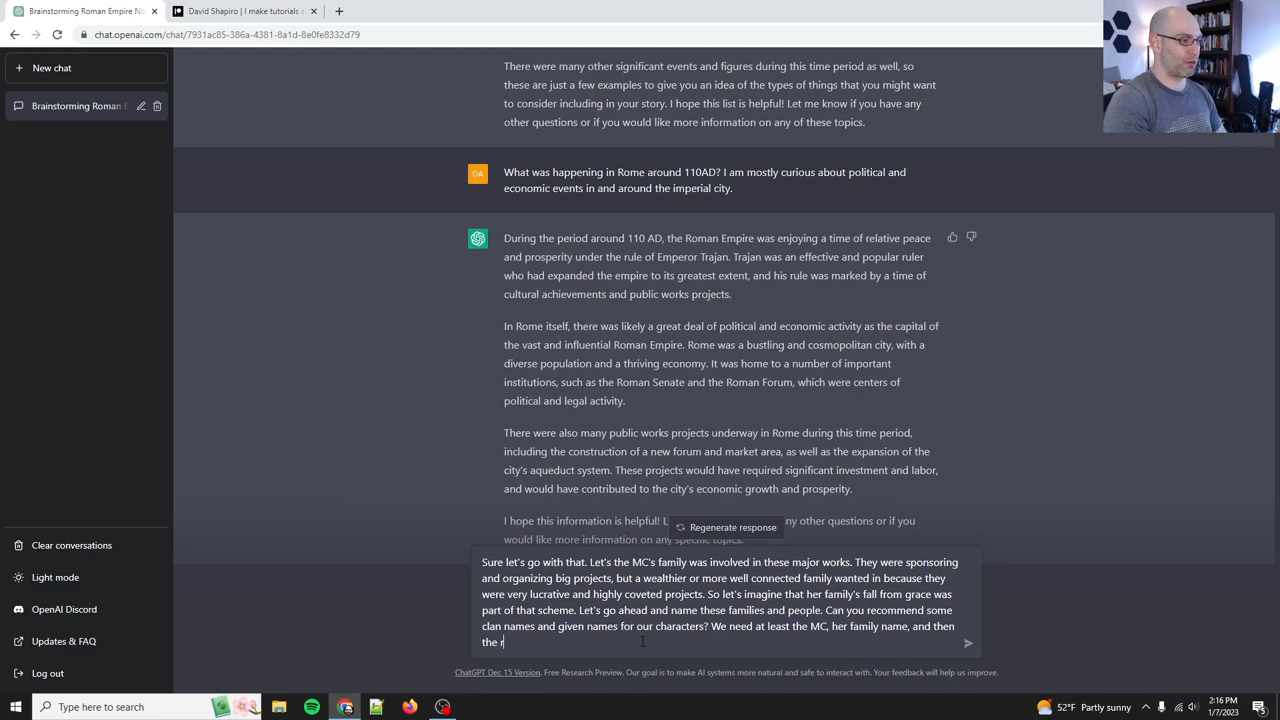 Brainstorming Roman Empire No
David Shapiro | I make tutorials a
chat.openai.com/chat/7931ac85-386a-4381-8a1d-8e0fe8332d79
New chat
Brainstorming Roman E
There were many other significant events and figures during this time period as well, so
these are just a few examples to give you an idea of the types of things that you might want
to consider including in your story. I hope this list is helpful! Let me know if you have any
other questions or if you would like more information on any of these topics.
DA
What was happening in Rome around 110AD? I am mostly curious about political and
economic events in and around the imperial city.
During the period around 110 AD, the Roman Empire was enjoying a time of relative peace
and prosperity under the rule of Emperor Trajan. Trajan was an effective and popular ruler
who had expanded the empire to its greatest extent, and his rule was marked by a time of
cultural achievements and public works projects.
In Rome itself, there was likely a great deal of political and economic activity as the capital of
the vast and influential Roman Empire. Rome was a bustling and cosmopolitan city, with a
diverse population and a thriving economy. It was home to a number of important
institutions, such as the Roman Senate and the Roman Forum, which were centers of
political and legal activity.
There were also many public works projects underway in Rome during this time period,
including the construction of a new forum and market area, as well as the expansion of the
city's aqueduct system. These projects would have required significant investment and labor,
and would have contributed to the city's economic growth and prosperity.
I hope this information is helpful! L
ny other questions or if you
would like more information on any specific topics.
Regenerate response
Sure let's go with that. Let's the MC's family was involved in these major works. They were sponsoring
and organizing big projects, but a wealthier or more well connected family wanted in because they
were very lucrative and highly coveted projects. So let's imagine that her family's fall from grace was
part of that scheme. Let's go ahead and name these families and people. Can you recommend some
clan names and given names for our characters? We need at least the MC, her family name, and then
the r
Clear conversations
Light mode
OpenAI Discord
Updates & FAQ
Log out
ChatGPT Dec 15 Version. Free Research Preview. Our goal is to make AI systems more natural and safe to interact with. Your feedback will help us improve.
Type here to search
52°F Partly sunny
2:16 PM
1/7/2023